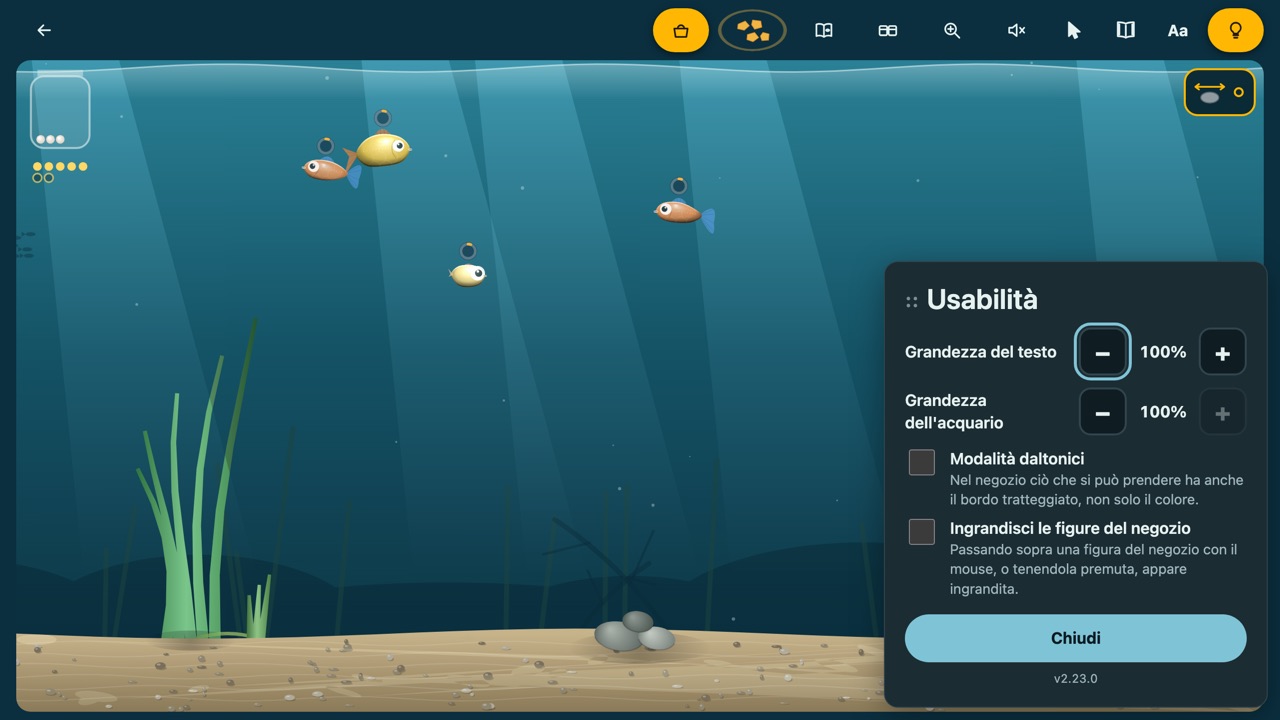 Aa
Usabilità
Grandezza del testo
100%
Grandezza
dell'acquario
100%
Modalità daltonici
Nel negozio ciò che si può prendere ha anche
il bordo tratteggiato, non solo il colore.
Ingrandisci le figure del negozio
Passando sopra una figura del negozio con il
mouse, o tenendola premuta, appare
ingrandita.
Chiudi
v2.23.0